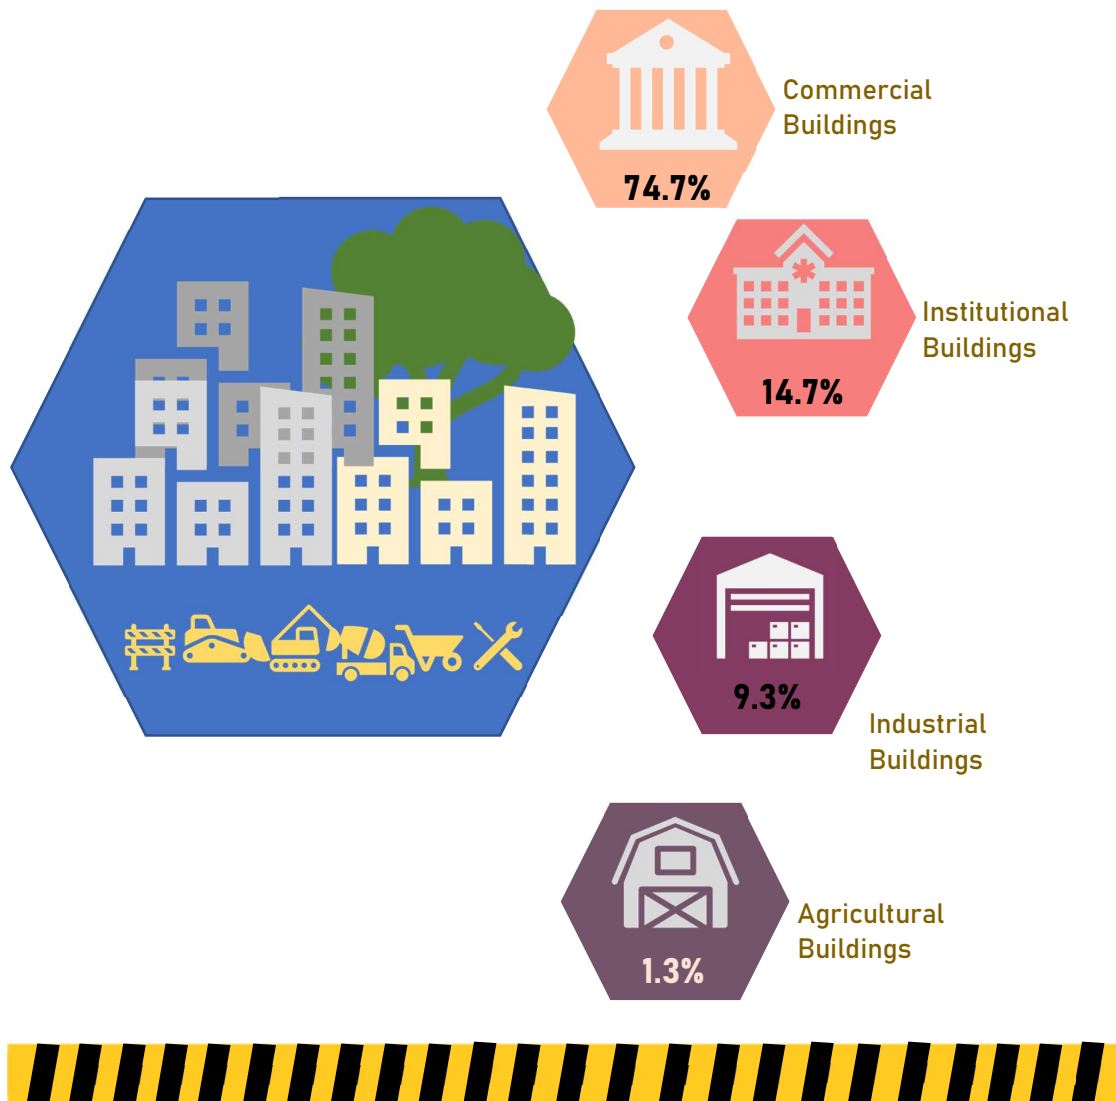 Commercial
Buildings
74.7%
Institutional
Buildings
14.7%
9.3%
Industrial
Buildings
Agricultural
Buildings
1.3%